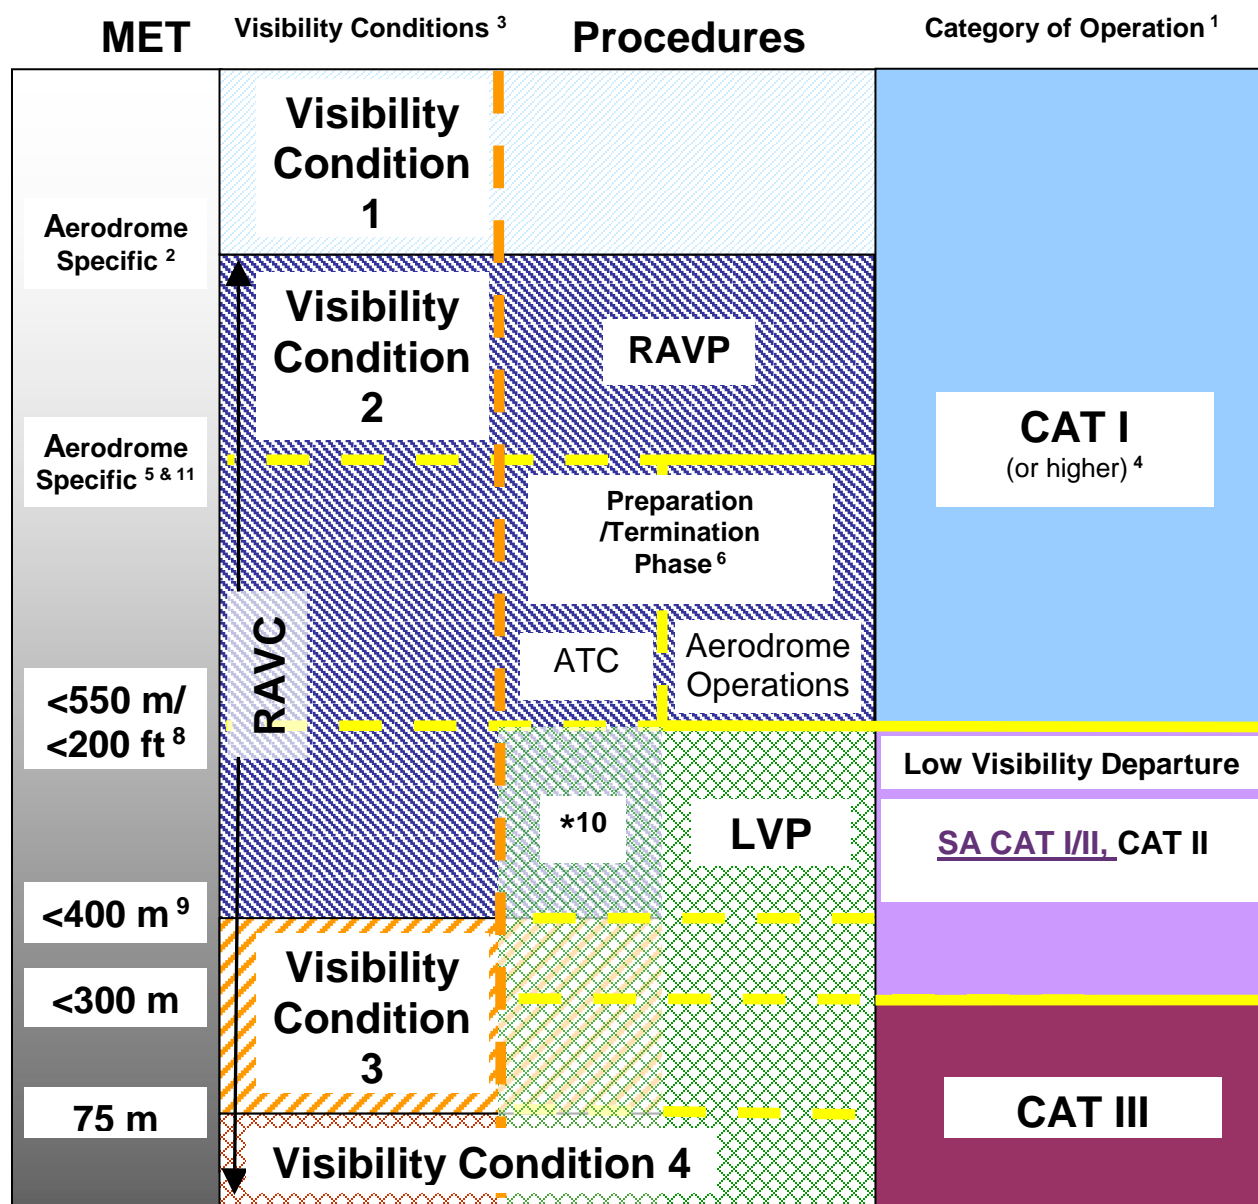 MET
Visibility Conditions 3
Procedures
Category of Operation 1
Visibility
Condition
1
Aerodrome
Specific 2
Visibility
Condition
2
RAVP
Aerodrome
Specific 5 & 11
CAT I
(or higher) 4
Preparation
/Termination
Phase 6
RAVC
ATC
Aerodrome
Operations
<550 m/
<200 ft 8
Low Visibility Departure
*10
LVP
SA CAT I/II, CAT II
<400 m 9
Visibility
Condition
3
<300 m
75 m
CAT III
Visibility Condition 4